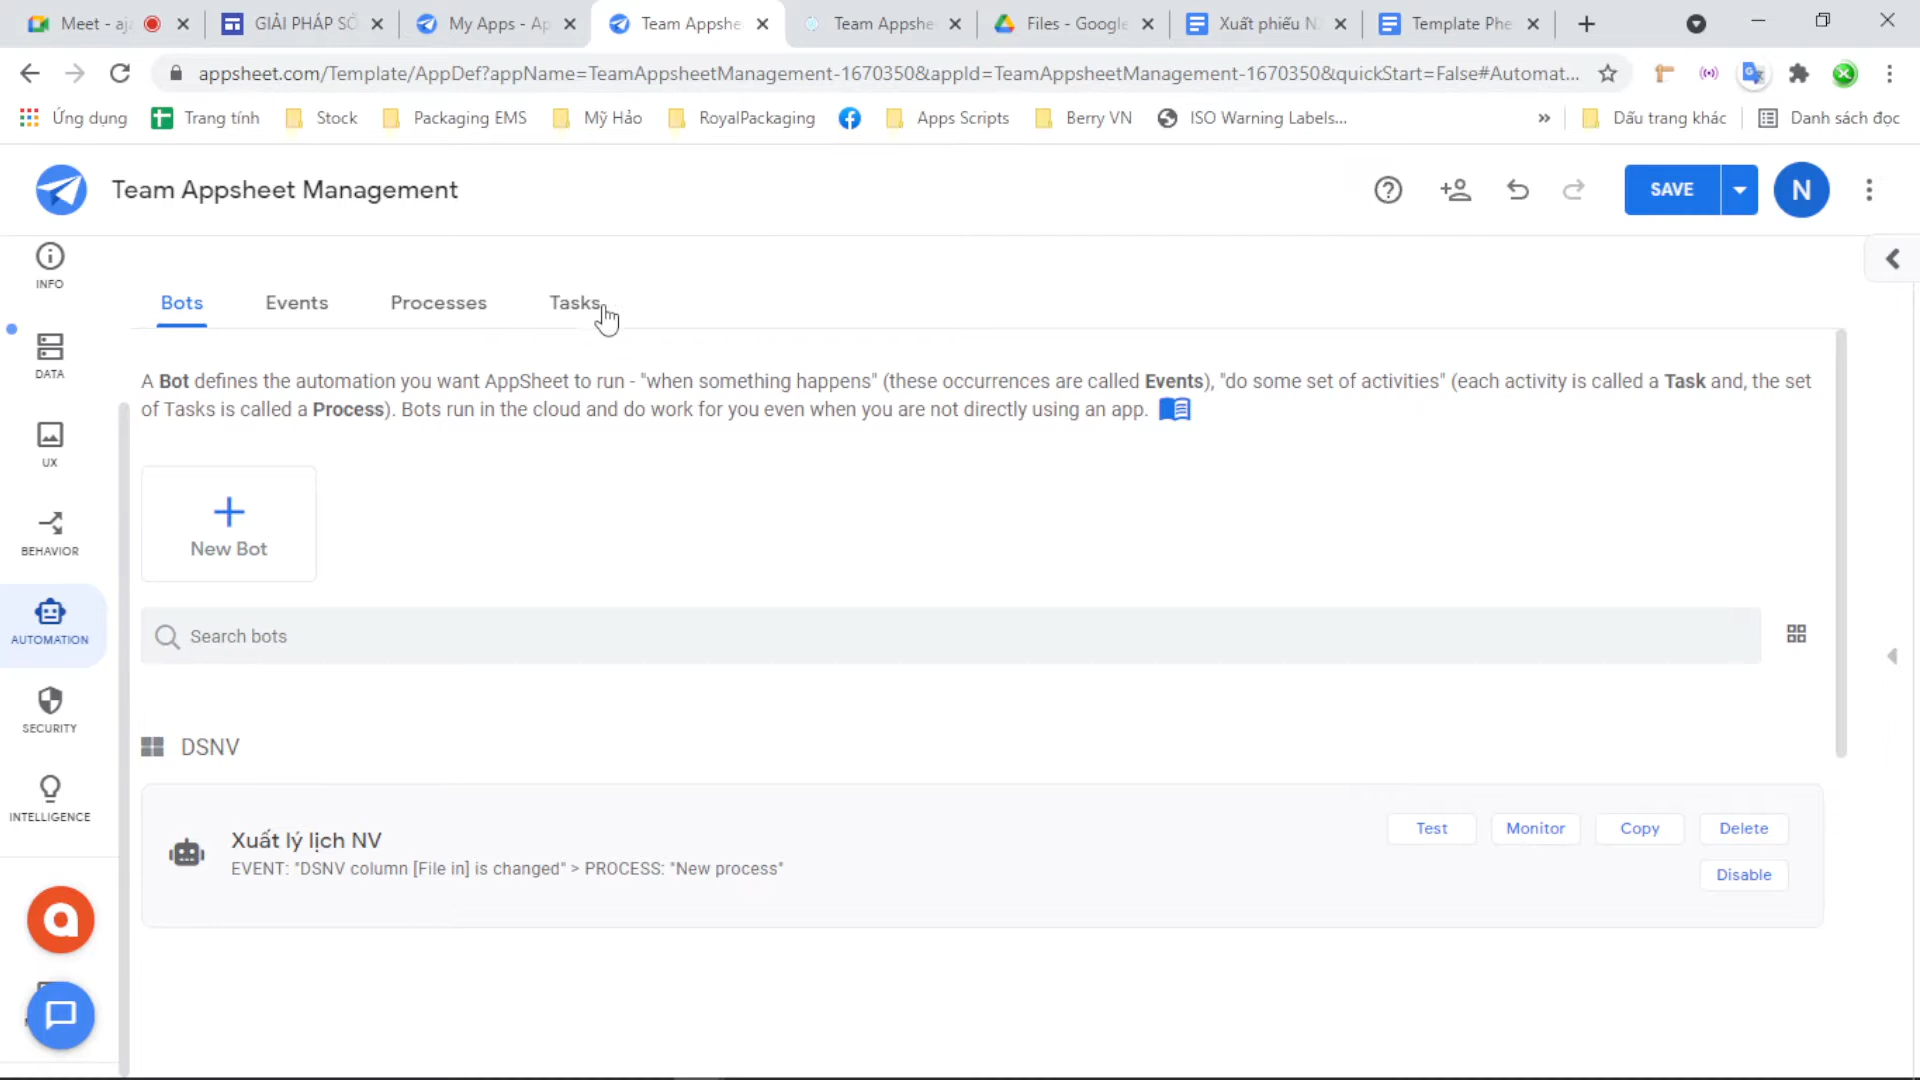 Meet - aja
GIẢI PHÁP SỐ
My Apps - Ap
Team Appshe
Team Appshe
Files - Google
Xuất phiếu N
Template Phe
appsheet.com/Template/AppDef?appName=TeamAppsheetManagement-1670350&appId=TeamAppsheetManagement-1670350&quickStart=False#Automat...
Ứng dụng
Trang tính
Stock
Packaging EMS
Mỹ Hảo
RoyalPackaging
Apps Scripts
Berry VN
ISO Warning Labels...
»
Dấu trang khác
Danh sách đọc
Team Appsheet Management
SAVE
N
INFO
DATA
UX
BEHAVIOR
AUTOMATION
SECURITY
INTELLIGENCE
Bots
Events
Processes
Tasks
A Bot defines the automation you want AppSheet to run - "when something happens" (these occurrences are called Events), "do some set of activities" (each activity is called a Task and, the set
of Tasks is called a Process). Bots run in the cloud and do work for you even when you are not directly using an app.
New Bot
Search bots
DSNV
Xuất lý lịch NV
EVENT: "DSNV column [File in] is changed" > PROCESS: "New process"
Test
Monitor
Copy
Delete
Disable